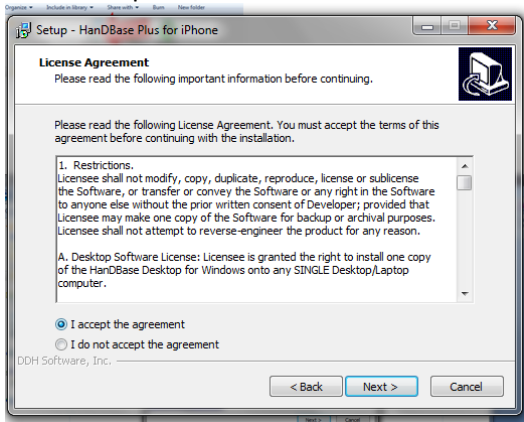 Organize Include in library Share with Burn New folder
Setup - HanDBase Plus for iPhone
License Agreement
Please read the following important information before continuing.
Please read the following License Agreement. You must accept the terms of this
agreement before continuing with the installation.
1. Restrictions.
Licensee shall not modify, copy, duplicate, reproduce, license or sublicense
the Software, or transfer or convey the Software or any right in the Software
to anyone else without the prior written consent of Developer; provided that
Licensee may make one copy of the Software for backup or archival purposes.
Licensee shall not attempt to reverse-engineer the product for any reason.
A. Desktop Software License: Licensee is granted the right to install one copy
of the HanDBase Desktop for Windows onto any SINGLE Desktop/Laptop
computer.
I accept the agreement
I do not accept the agreement
DDH Software, Inc.
< Back Next > Cancel
Next > Cancel